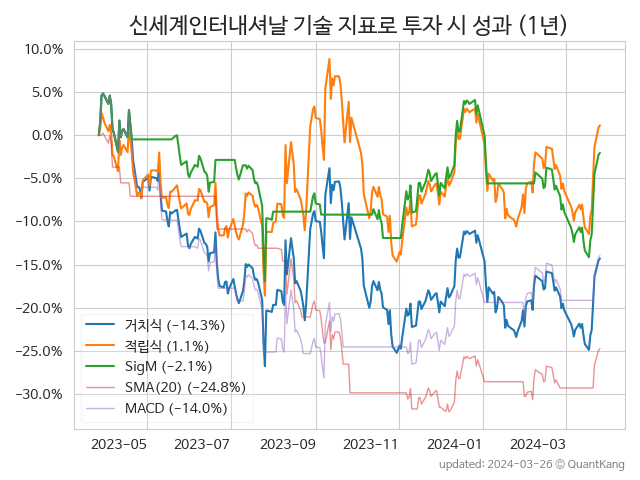 신세계인터내셔날 기술 지표로 투자 시 성과 (1년)
10.0%
5.0%
0.0%
−5.0%
−10.0%
−15.0%
−20.0%
−25.0%
−30.0%
거치식 (−14.3%)
적립식 (1.1%)
SigM (−2.1%)
SMA(20) (−24.8%)
MACD (−14.0%)
2023-05 2023-07 2023-09 2023-11 2024-01 2024-03
updated: 2024-03-26 © QuantKang